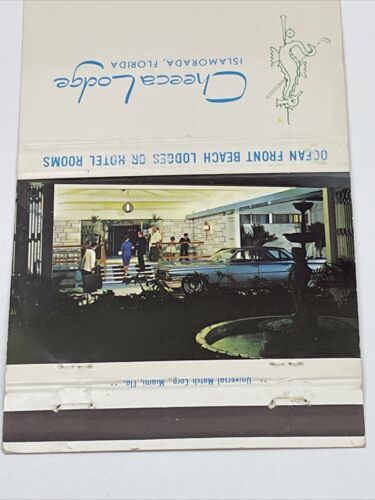 Cheeca Lodge
ISLAMORADA, FLORIDA
OCEAN FRONT BEACH LODGES OR HOTEL ROOMS
·· Universal Match Corp., Miami, Fla. ··